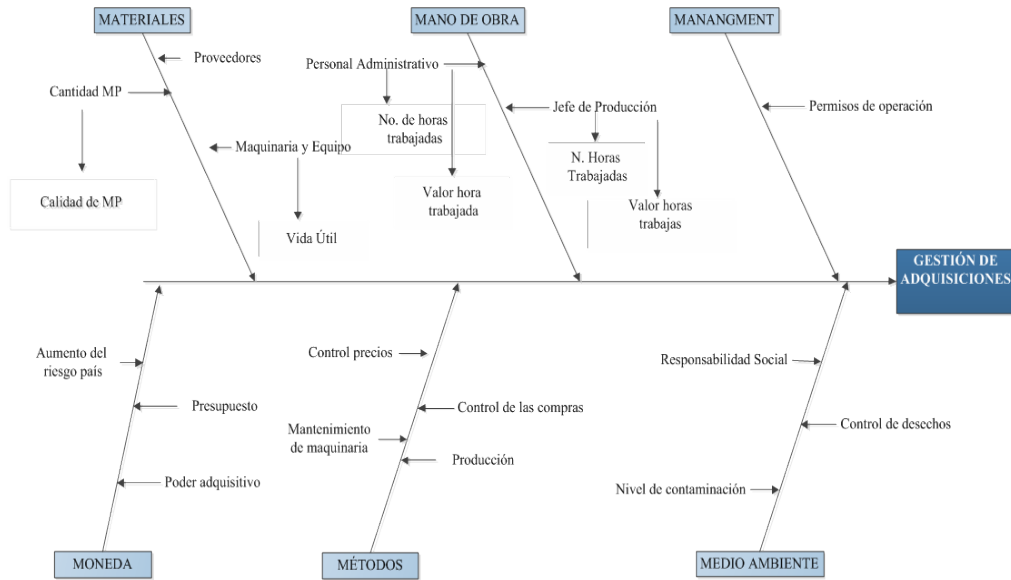 MATERIALES
MANO DE OBRA
MANANGMENT
Proveedores
Cantidad MP
Maquinaria y Equipo
Calidad de MP
Vida Útil
Personal Administrativo
No. de horas
trabajadas
Valor hora
trabajada
Jefe de Producción
N. Horas
Trabajadas
Valor horas
trabajas
Permisos de operación
GESTIÓN DE
ADQUISICIONES
Aumento del
riesgo país
Presupuesto
Poder adquisitivo
Control precios
Control de las compras
Mantenimiento
de maquinaria
Producción
Responsabilidad Social
Control de desechos
Nivel de contaminación
MONEDA
MÉTODOS
MEDIO AMBIENTE